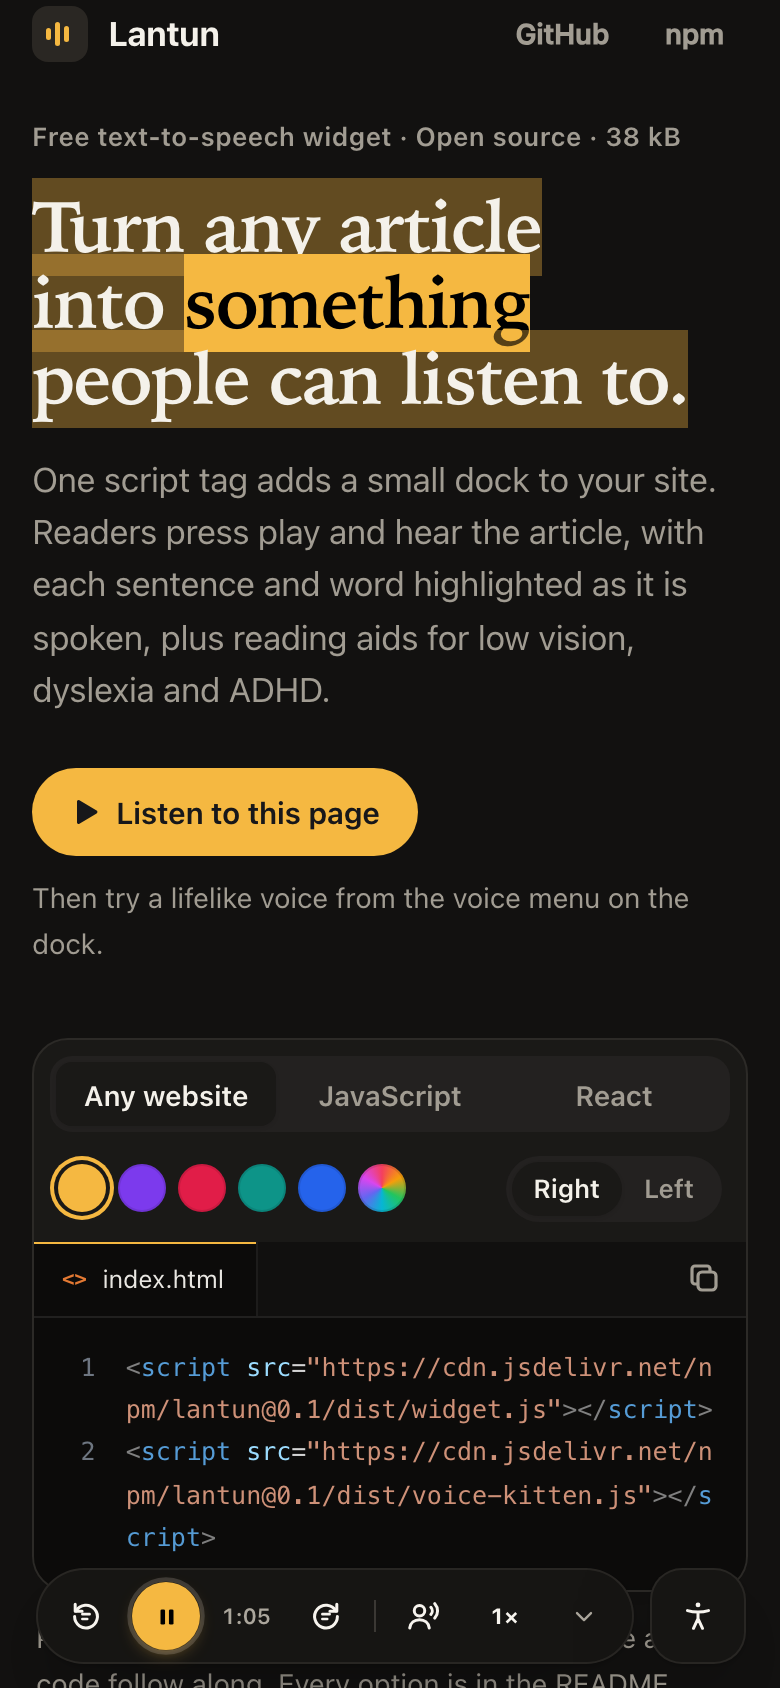 Lantun
GitHub
npm
Free text-to-speech widget · Open source · 38 kB
Turn any article
into something
people can listen to.
One script tag adds a small dock to your site.
Readers press play and hear the article, with
each sentence and word highlighted as it is
spoken, plus reading aids for low vision,
dyslexia and ADHD.
Listen to this page
Then try a lifelike voice from the voice menu on the
dock.
Any website
JavaScript
React
Right
Left
<> index.html
1 <script src="https://cdn.jsdelivr.net/n
pm/lantun@0.1/dist/widget.js"></script>
2 <script src="https://cdn.jsdelivr.net/n
pm/lantun@0.1/dist/voice-kitten.js"></s
cript>
1:05
1×
code follow along. Every option is in the README